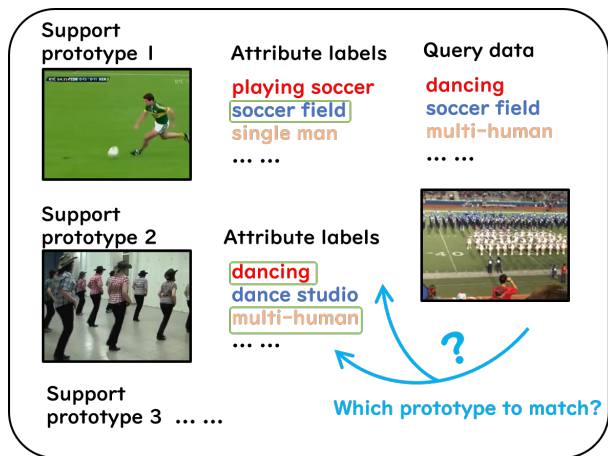 Support
prototype 1
Attribute labels
playing soccer
soccer field
single man
... ...
Query data
dancing
soccer field
multi-human
... ...
Support
prototype 2
Attribute labels
dancing
dance studio
multi-human
... ...
?
Which prototype to match?
Support
prototype 3 ... ...